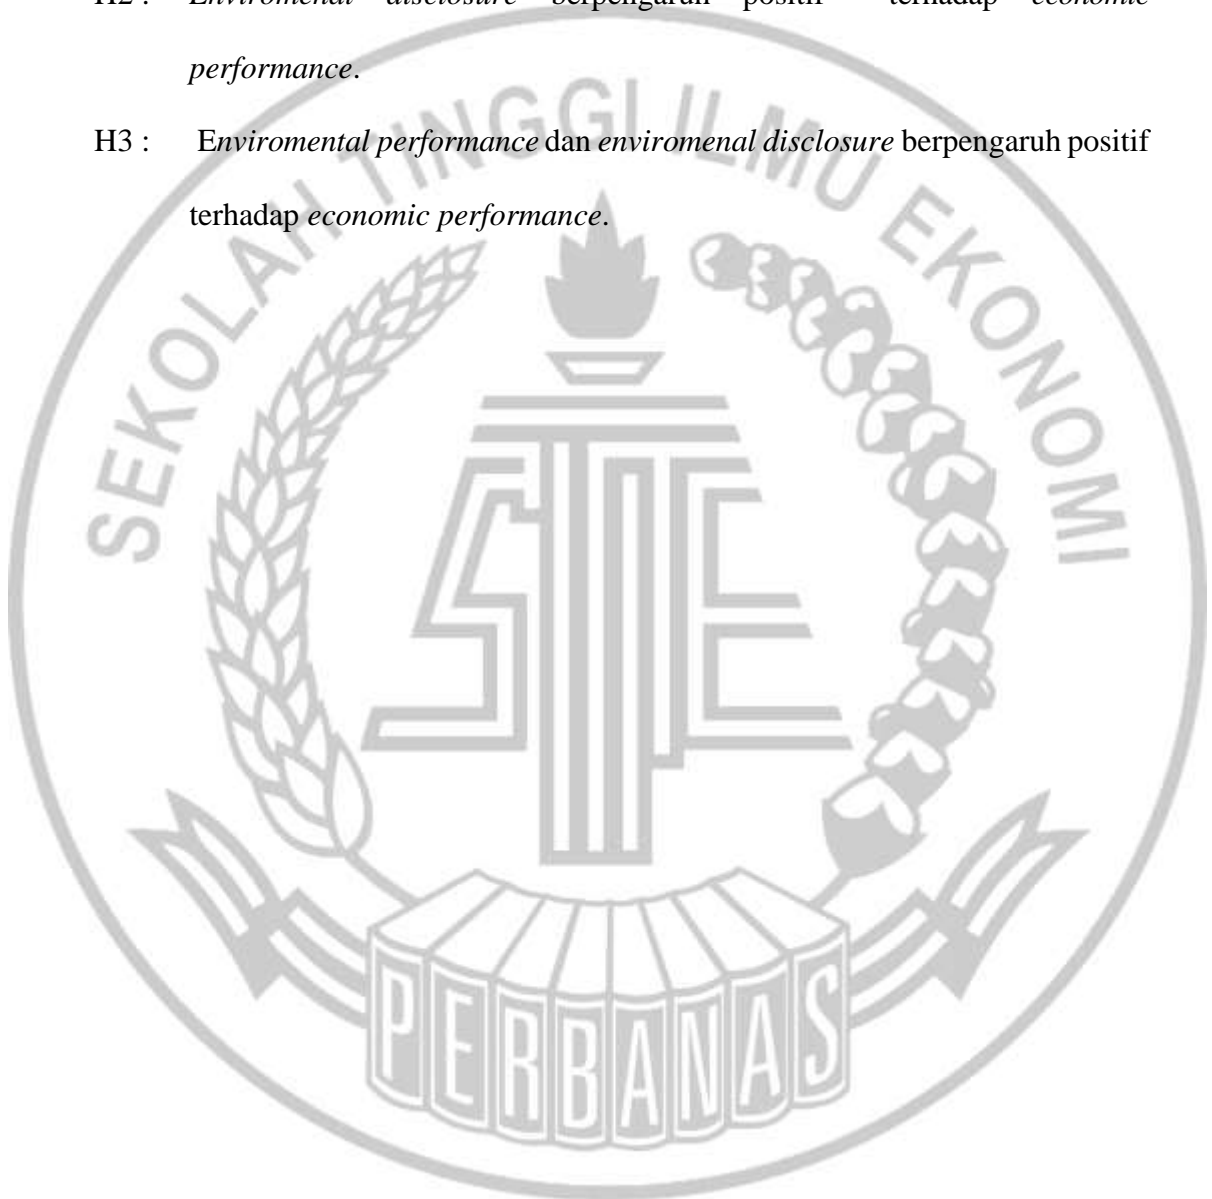 H2 : Enviromenal disclosure berpengaruh positif terhadap economic
performance.
H3 : Enviromental performance dan enviromenal disclosure berpengaruh positif
terhadap economic performance.
SEKOLAH TINGGI ILMU EKONOMI
STIE
PERBANAS